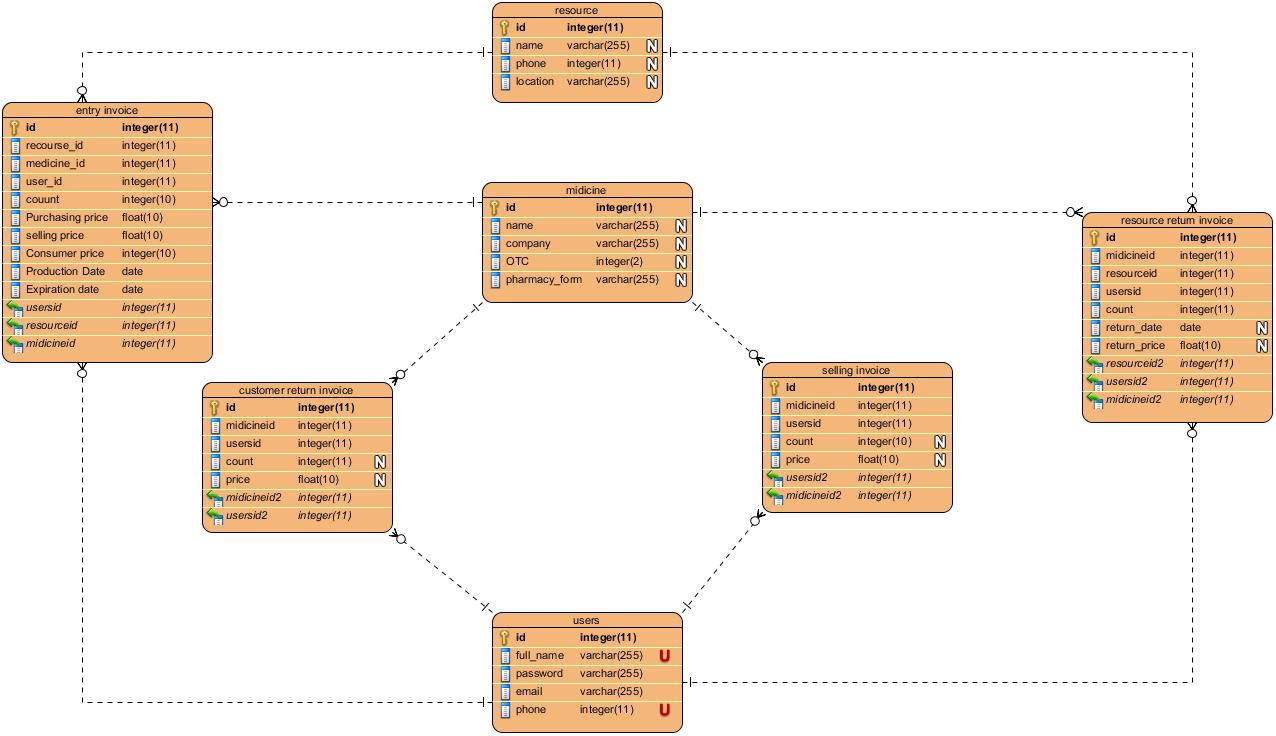 resource
id integer(11)
name varchar(255) N
phone integer(11) N
location varchar(255) N
entry invoice
id integer(11)
recourse_id integer(11)
medicine_id integer(11)
user_id integer(11)
couunt integer(10)
Purchasing price float(10)
selling price float(10)
Consumer price integer(10)
Production Date date
Expiration date date
usersid integer(11)
resourceid integer(11)
midicineid integer(11)
midicine
id integer(11)
name varchar(255) N
company varchar(255) N
OTC integer(2) N
pharmacy_form varchar(255) N
resource return invoice
id integer(11)
midicineid integer(11)
resourceid integer(11)
usersid integer(11)
count integer(11)
return_date date N
return_price float(10) N
resourceid2 integer(11)
usersid2 integer(11)
midicineid2 integer(11)
customer return invoice
id integer(11)
midicineid integer(11)
usersid integer(11)
count integer(11) N
price float(10) N
midicineid2 integer(11)
usersid2 integer(11)
selling invoice
id integer(11)
midicineid integer(11)
usersid integer(11)
count integer(10) N
price float(10) N
usersid2 integer(11)
midicineid2 integer(11)
users
id integer(11)
full_name varchar(255) U
password varchar(255)
email varchar(255)
phone integer(11) U